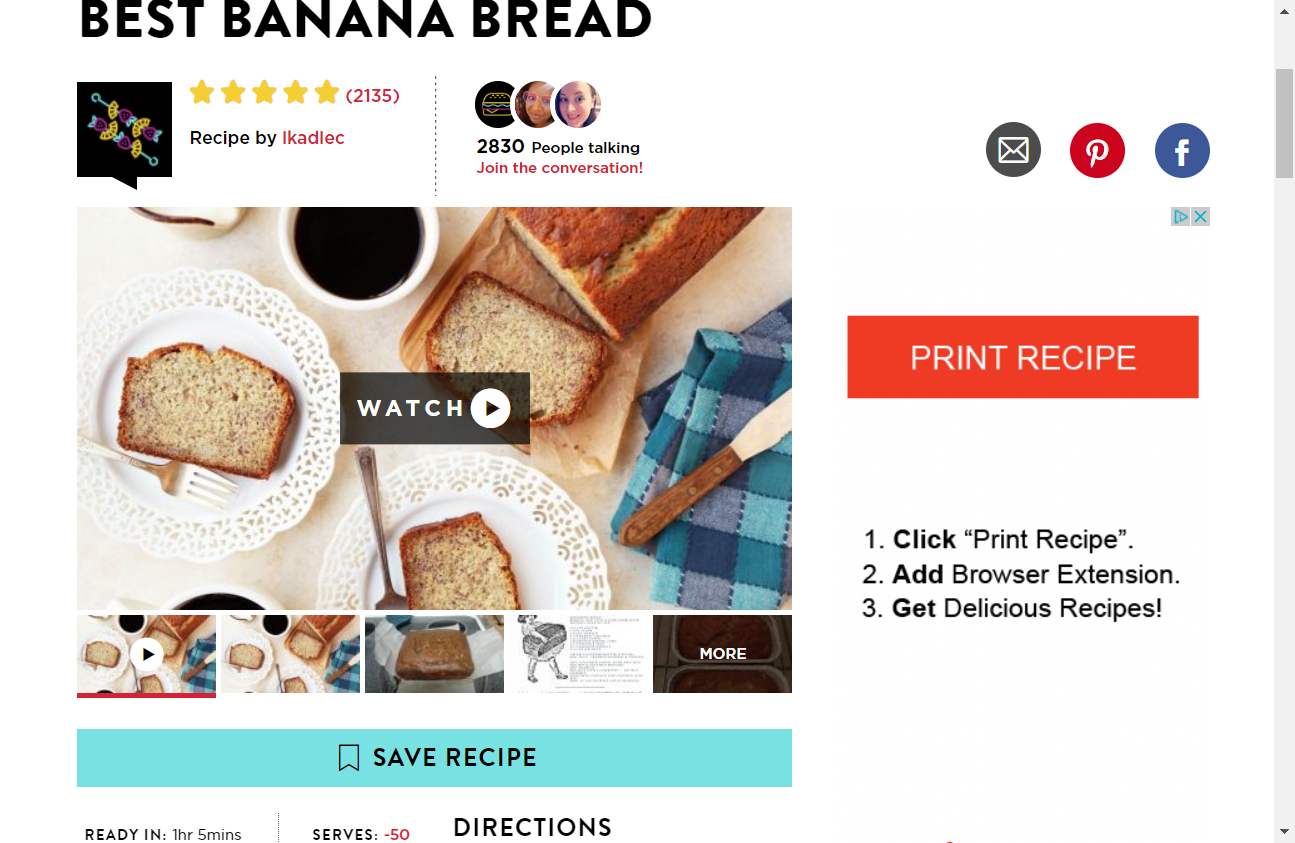 BEST BANANA BREAD
(2135)
Recipe by lkadlec
2830 People talking
Join the conversation!
WATCH
PRINT RECIPE
1. Click “Print Recipe”.
2. Add Browser Extension.
3. Get Delicious Recipes!
MORE
SAVE RECIPE
READY IN: 1hr 5mins
SERVES: -50
DIRECTIONS